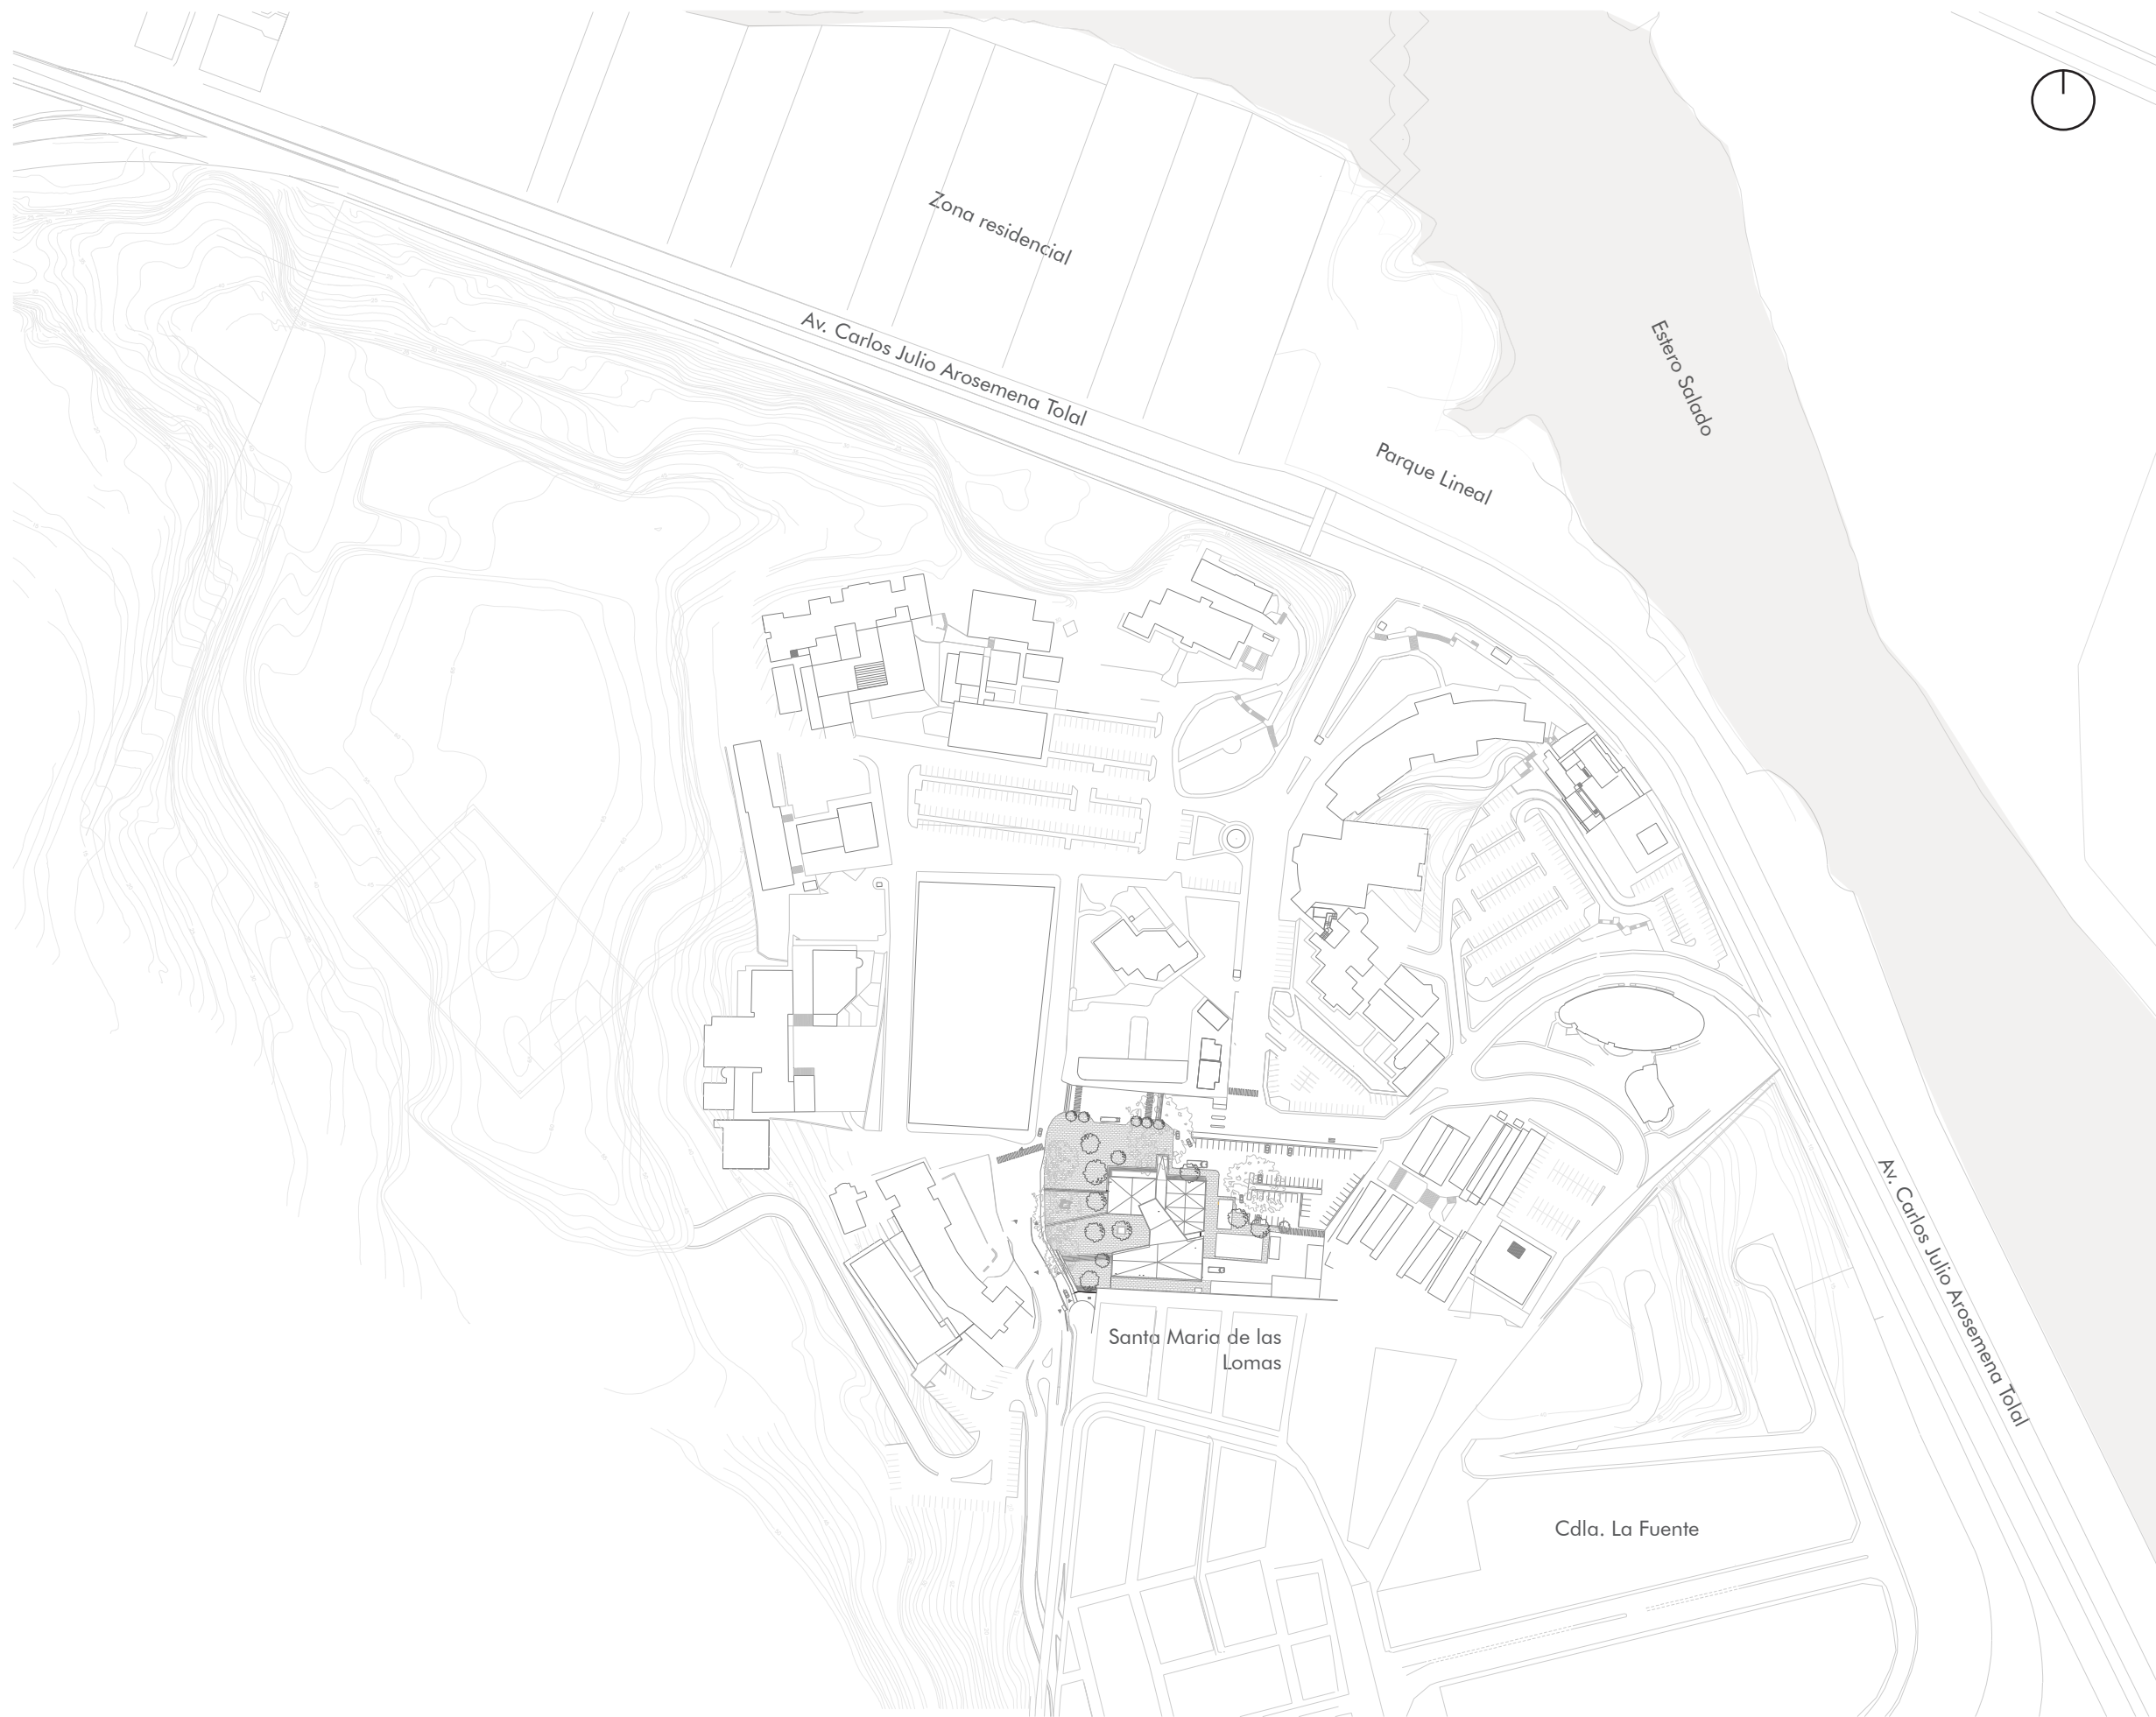 Zona residencial
Av. Carlos Julio Arosemena Tolal
Estero Salado
Parque Lineal
Av. Carlos Julio Arosemena Tolal
Santa Maria de las
Lomas
Cdla. La Fuente